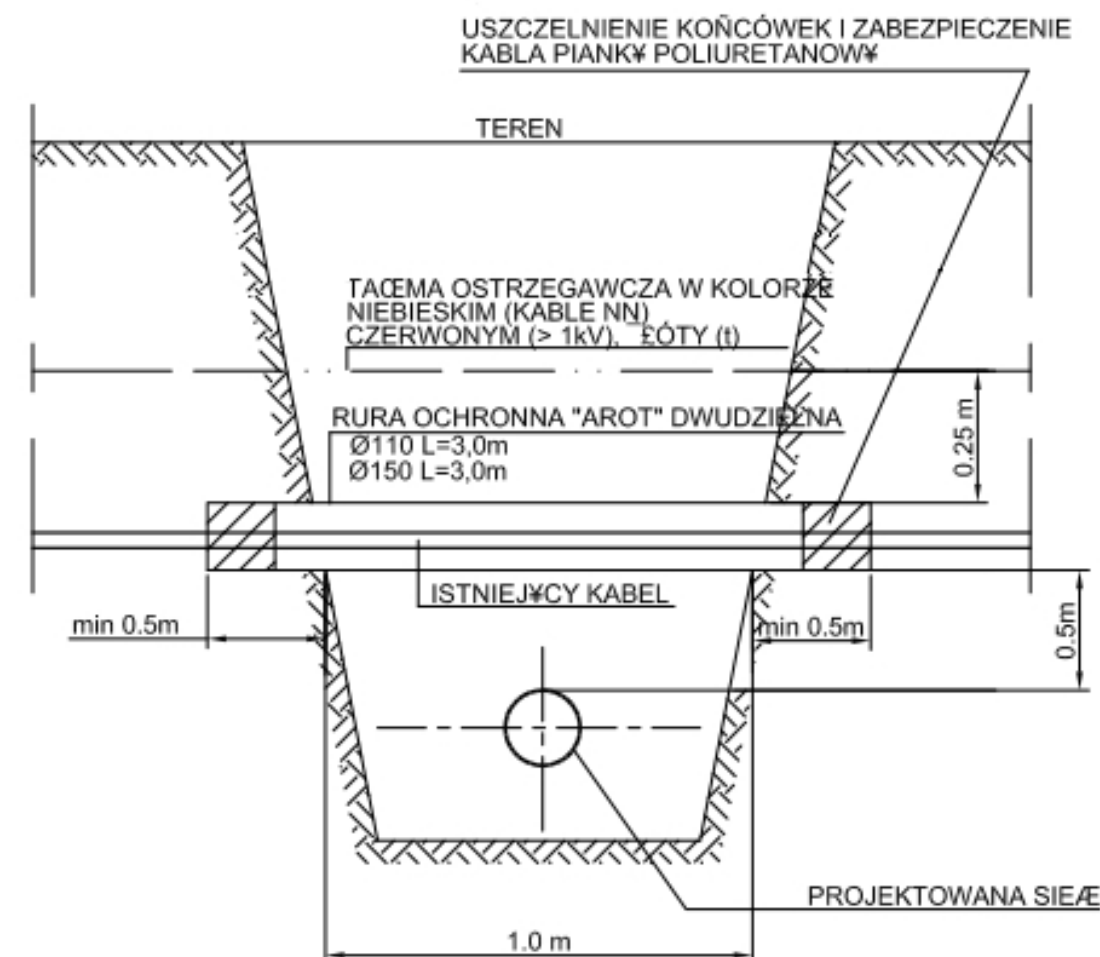 USZCZELNIENIE KOŃCÓWEK I ZABEZPIECZENIE
KABLA PIANK¥ POLIURETANOW¥
TEREN
TAŒMA OSTRZEGAWCZA W KOLORZE
NIEBIESKIM (KABLE NN)
CZERWONYM (> 1kV), ¯£ÓTY (t)
0.25 m
RURA OCHRONNA "AROT" DWUDZIELNA
Ø110 L=3,0m
Ø150 L=3,0m
ISTNIEJ¥CY KABEL
min 0.5m
min 0.5m
0.5m
PROJEKTOWANA SIEÆ
1.0 m